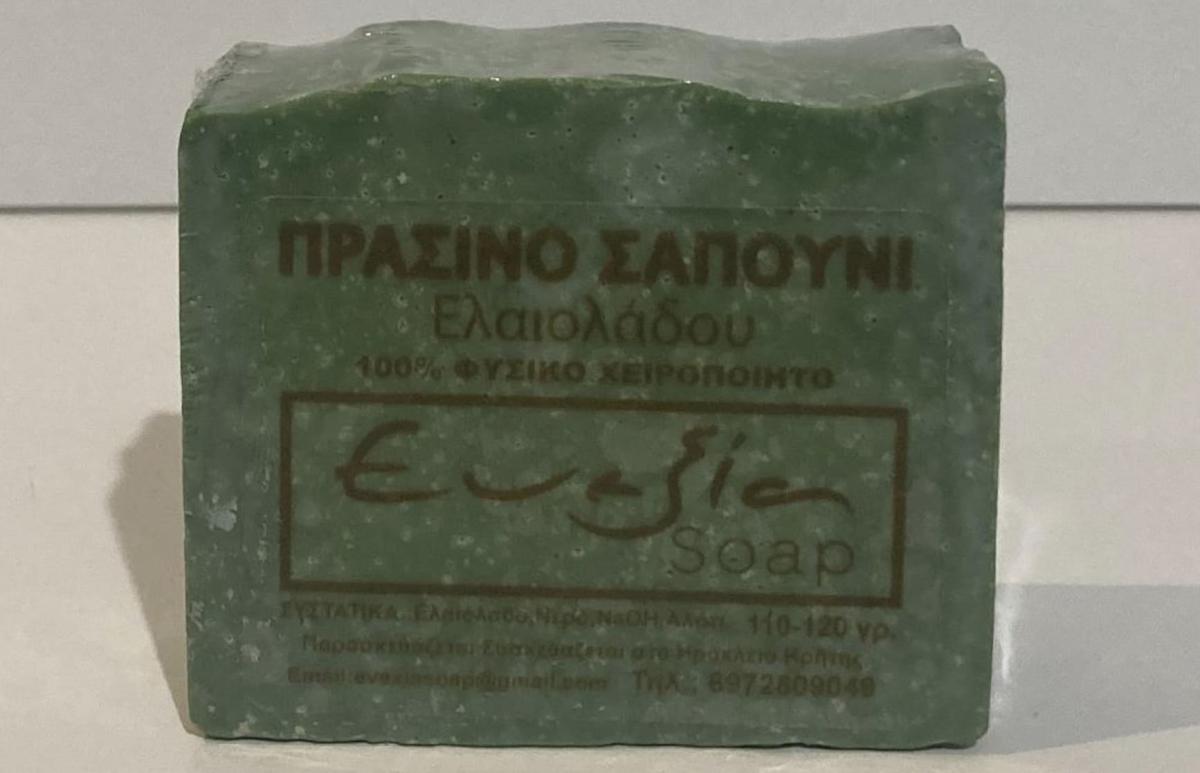 ΠΡΑΣΙΝΟ ΣΑΠΟΥΝΙ
Ελαιολάδου
100% ΦΥΣΙΚΟ ΧΕΙΡΟΠΟΙΗΤΟ
Ευεξία
Soap
ΣΥΣΤΑΤΙΚΑ: Ελαιόλαδο,Νερό,NaOH,Αλάτι 110-120 γρ.
Παρασκευάζεται Συσκευάζεται στο Ηράκλειο Κρήτης
Email:evexiasoap@gmail.com Τηλ.: 6972809049